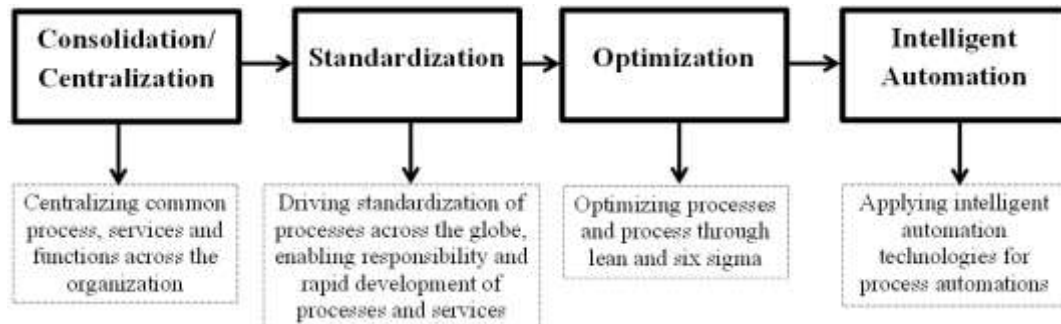 Consolidation/
Centralization
Standardization
Optimization
Intelligent
Automation
Centralizing common
process, services and
functions across the
organization
Driving standardization of
processes across the globe,
enabling responsibility and
rapid development of
processes and services
Optimizing processes
and process through
lean and six sigma
Applying intelligent
automation
technologies for
process automations